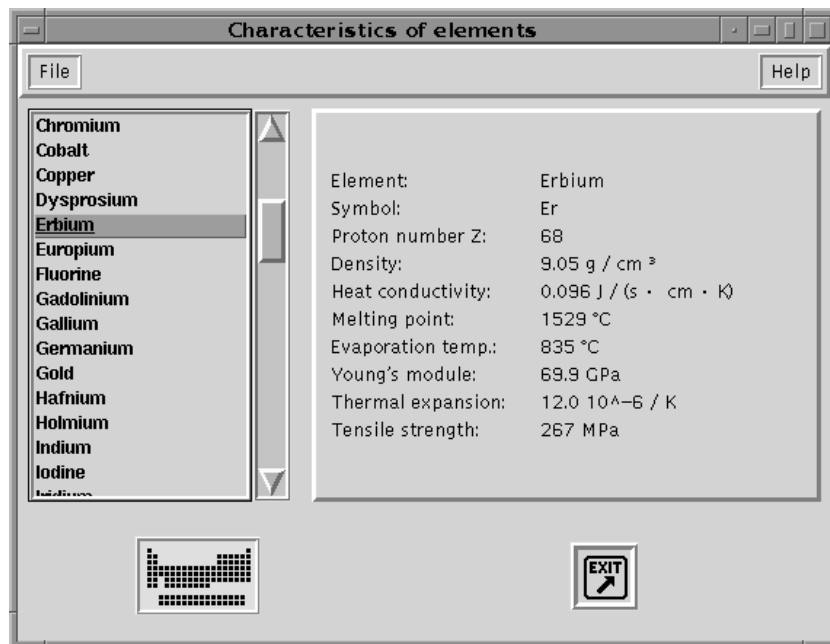 Characteristics of elements
File
Help
Chromium
Cobalt
Copper
Dysprosium
Erbium
Europium
Fluorine
Gadolinium
Gallium
Germanium
Gold
Hafnium
Holmium
Indium
Iodine
Iridium
Element: Erbium
Symbol: Er
Proton number Z: 68
Density: 9.05 g / cm ³
Heat conductivity: 0.096 J / (s · cm · K)
Melting point: 1529 °C
Evaporation temp.: 835 °C
Young's module: 69.9 GPa
Thermal expansion: 12.0 10^-6 / K
Tensile strength: 267 MPa
EXIT